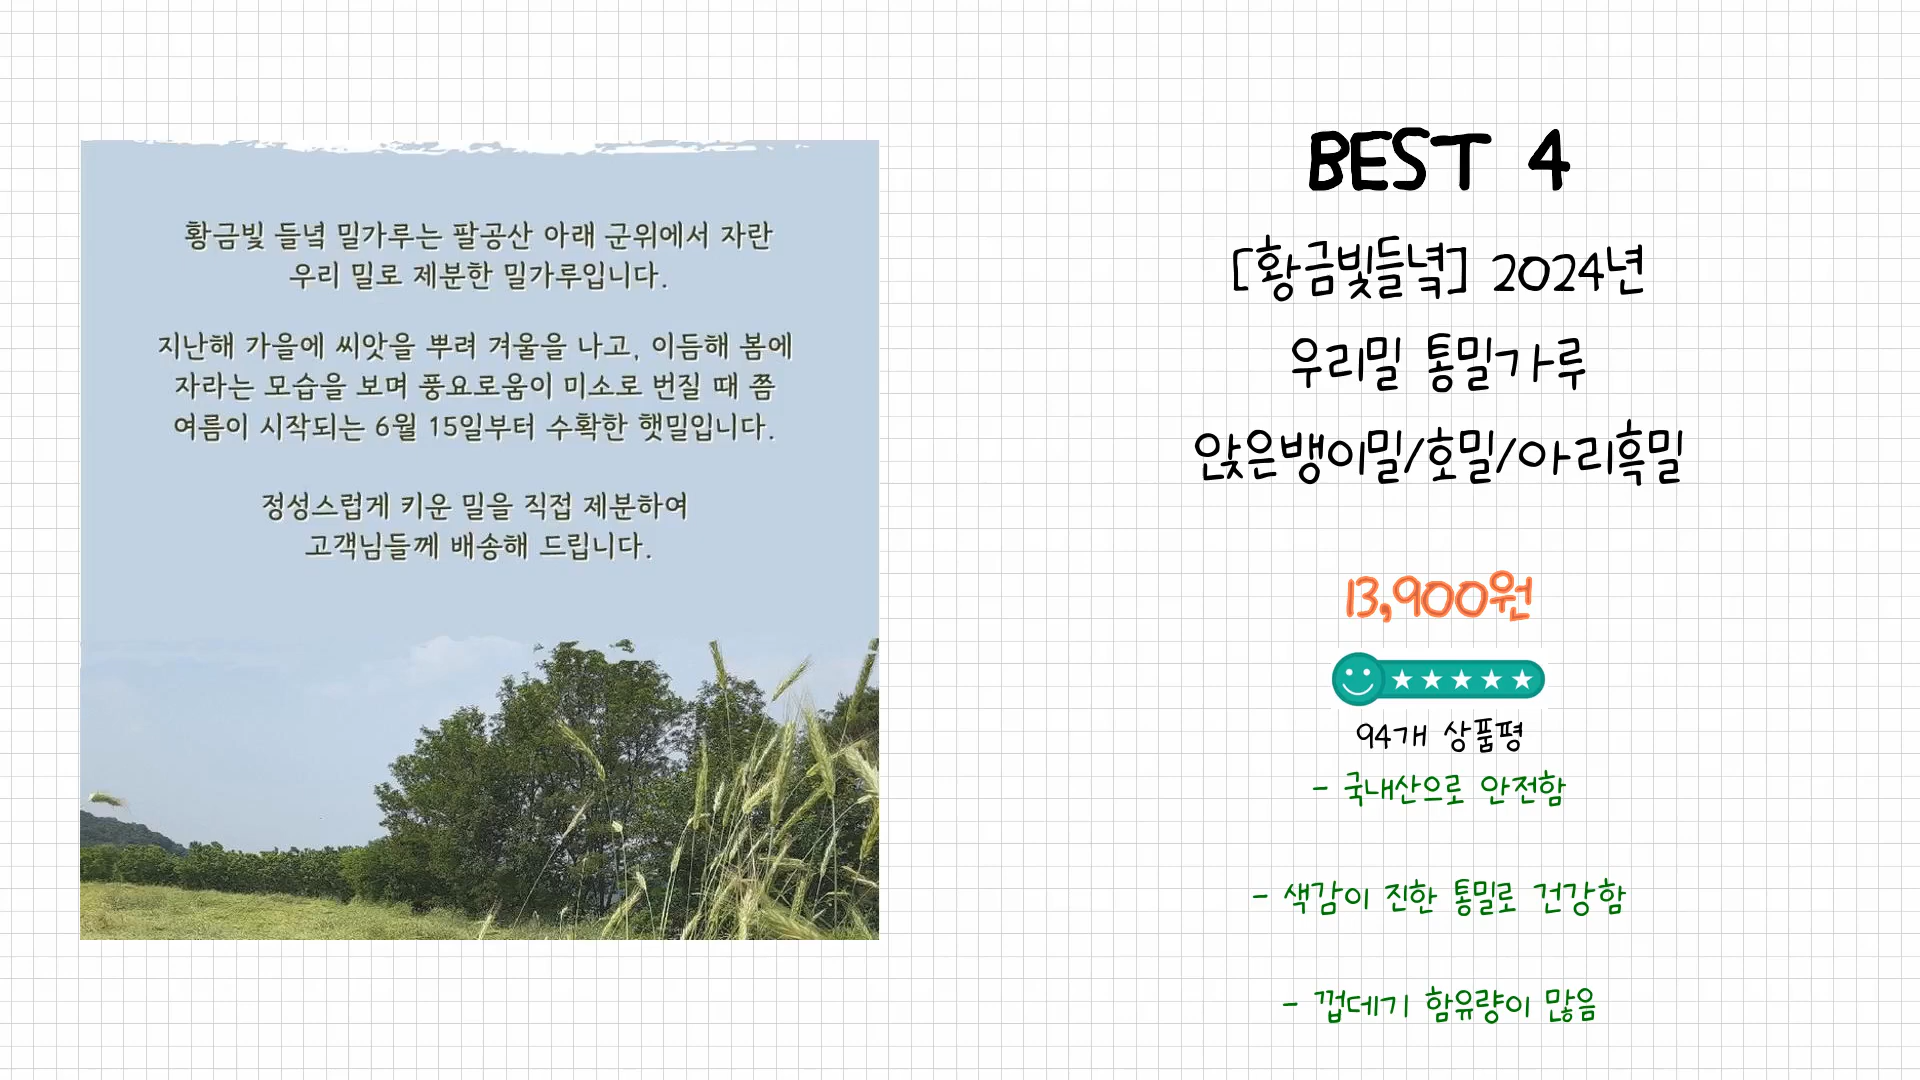 황금빛 들녘 밀가루는 팔공산 아래 군위에서 자란
우리 밀로 제분한 밀가루입니다.
지난해 가을에 씨앗을 뿌려 겨울을 나고, 이듬해 봄에
자라는 모습을 보며 풍요로움이 미소로 번질 때 쯤
여름이 시작되는 6월 15일부터 수확한 햇밀입니다.
정성스럽게 키운 밀을 직접 제분하여
고객님들께 배송해 드립니다.
BEST 4
[황금빛들녘] 2024년
우리밀 통밀가루
앉은뱅이밀/호밀/아리흑밀
13,900원
94개 상품평
- 국내산으로 안전함
- 색감이 진한 통밀로 건강함
- 껍데기 함유량이 많음